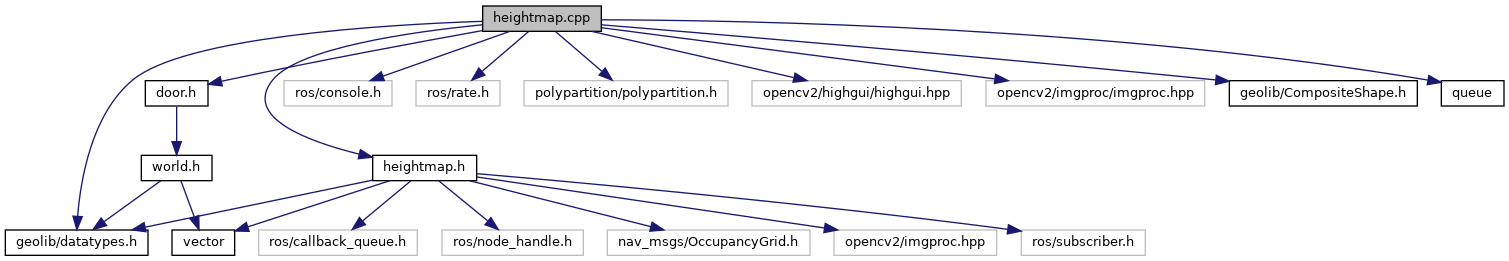 heightmap.cpp
door.h
ros/console.h
ros/rate.h
polypartition/polypartition.h
opencv2/highgui/highgui.hpp
opencv2/imgproc/imgproc.hpp
geolib/CompositeShape.h
queue
world.h
heightmap.h
geolib/datatypes.h
vector
ros/callback_queue.h
ros/node_handle.h
nav_msgs/OccupancyGrid.h
opencv2/imgproc.hpp
ros/subscriber.h